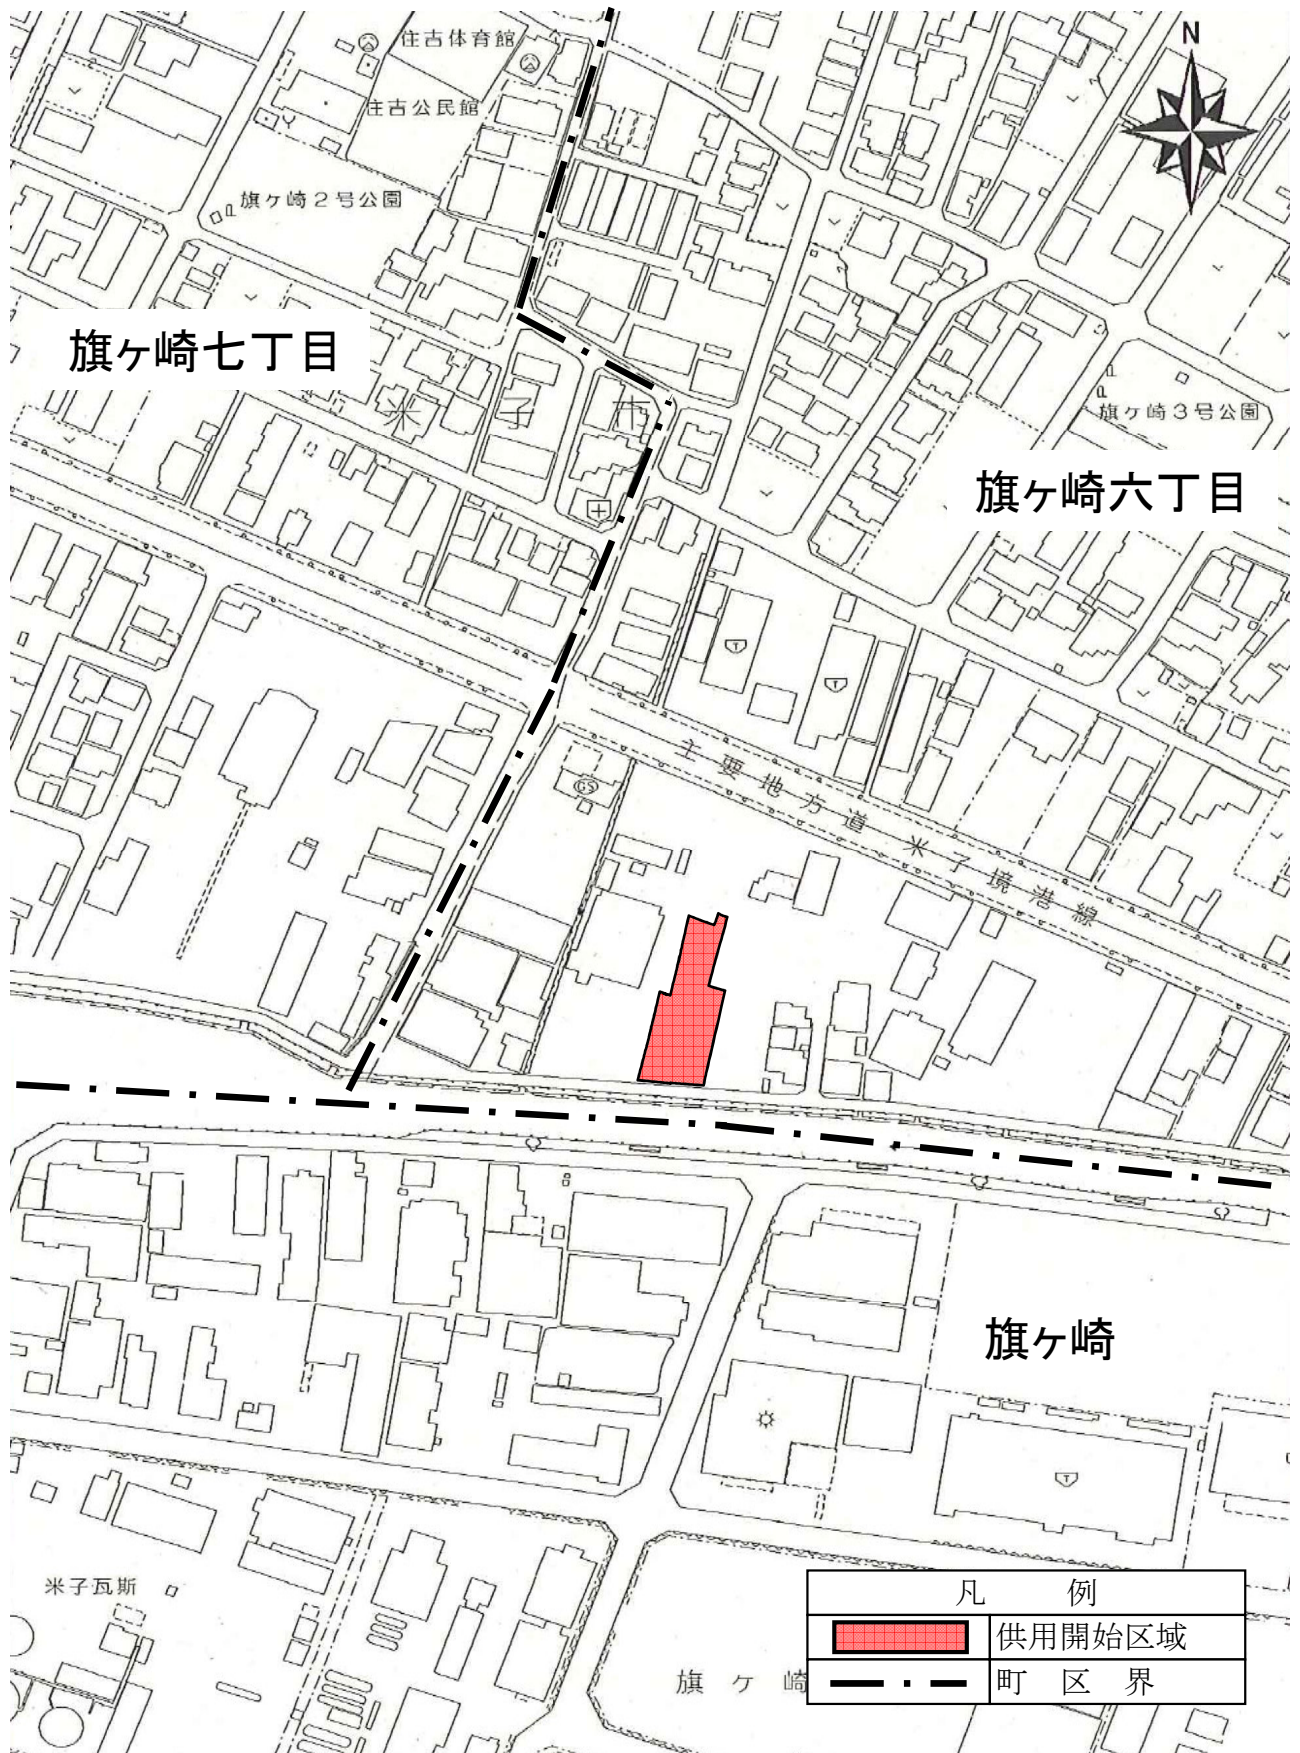 住吉体育館
N
住吉公民館
旗ヶ崎２号公園
旗ヶ崎七丁目
米子市
旗ヶ崎３号公園
旗ヶ崎六丁目
主要地方道米子境港線
GS
旗ヶ崎
米子瓦斯
旗ヶ崎
凡例
供用開始区域
町区界